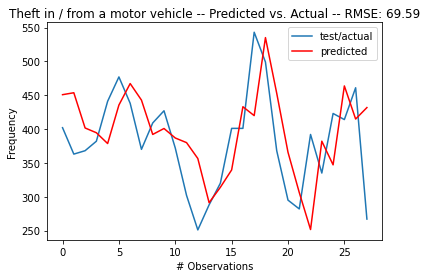 Theft in / from a motor vehicle -- Predicted vs. Actual -- RMSE: 69.59
550
500
450
400
350
300
250
Frequency
test/actual
predicted
0 5 10 15 20 25
# Observations